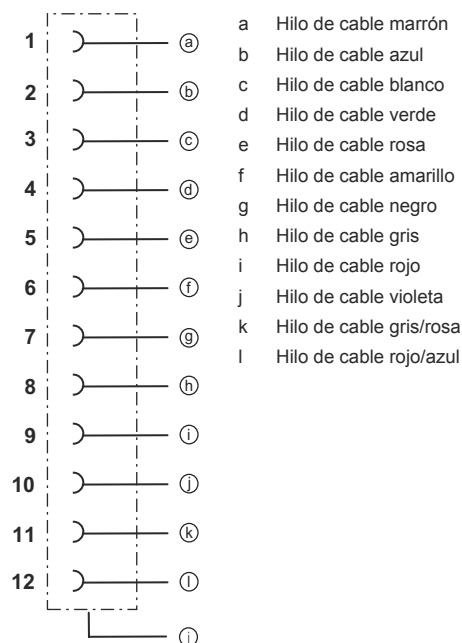 1 a
2 b
3 c
4 d
5 e
6 f
7 g
8 h
9 i
10 j
11 k
12 l
j
a Hilo de cable marrón
b Hilo de cable azul
c Hilo de cable blanco
d Hilo de cable verde
e Hilo de cable rosa
f Hilo de cable amarillo
g Hilo de cable negro
h Hilo de cable gris
i Hilo de cable rojo
j Hilo de cable violeta
k Hilo de cable gris/rosa
l Hilo de cable rojo/azul